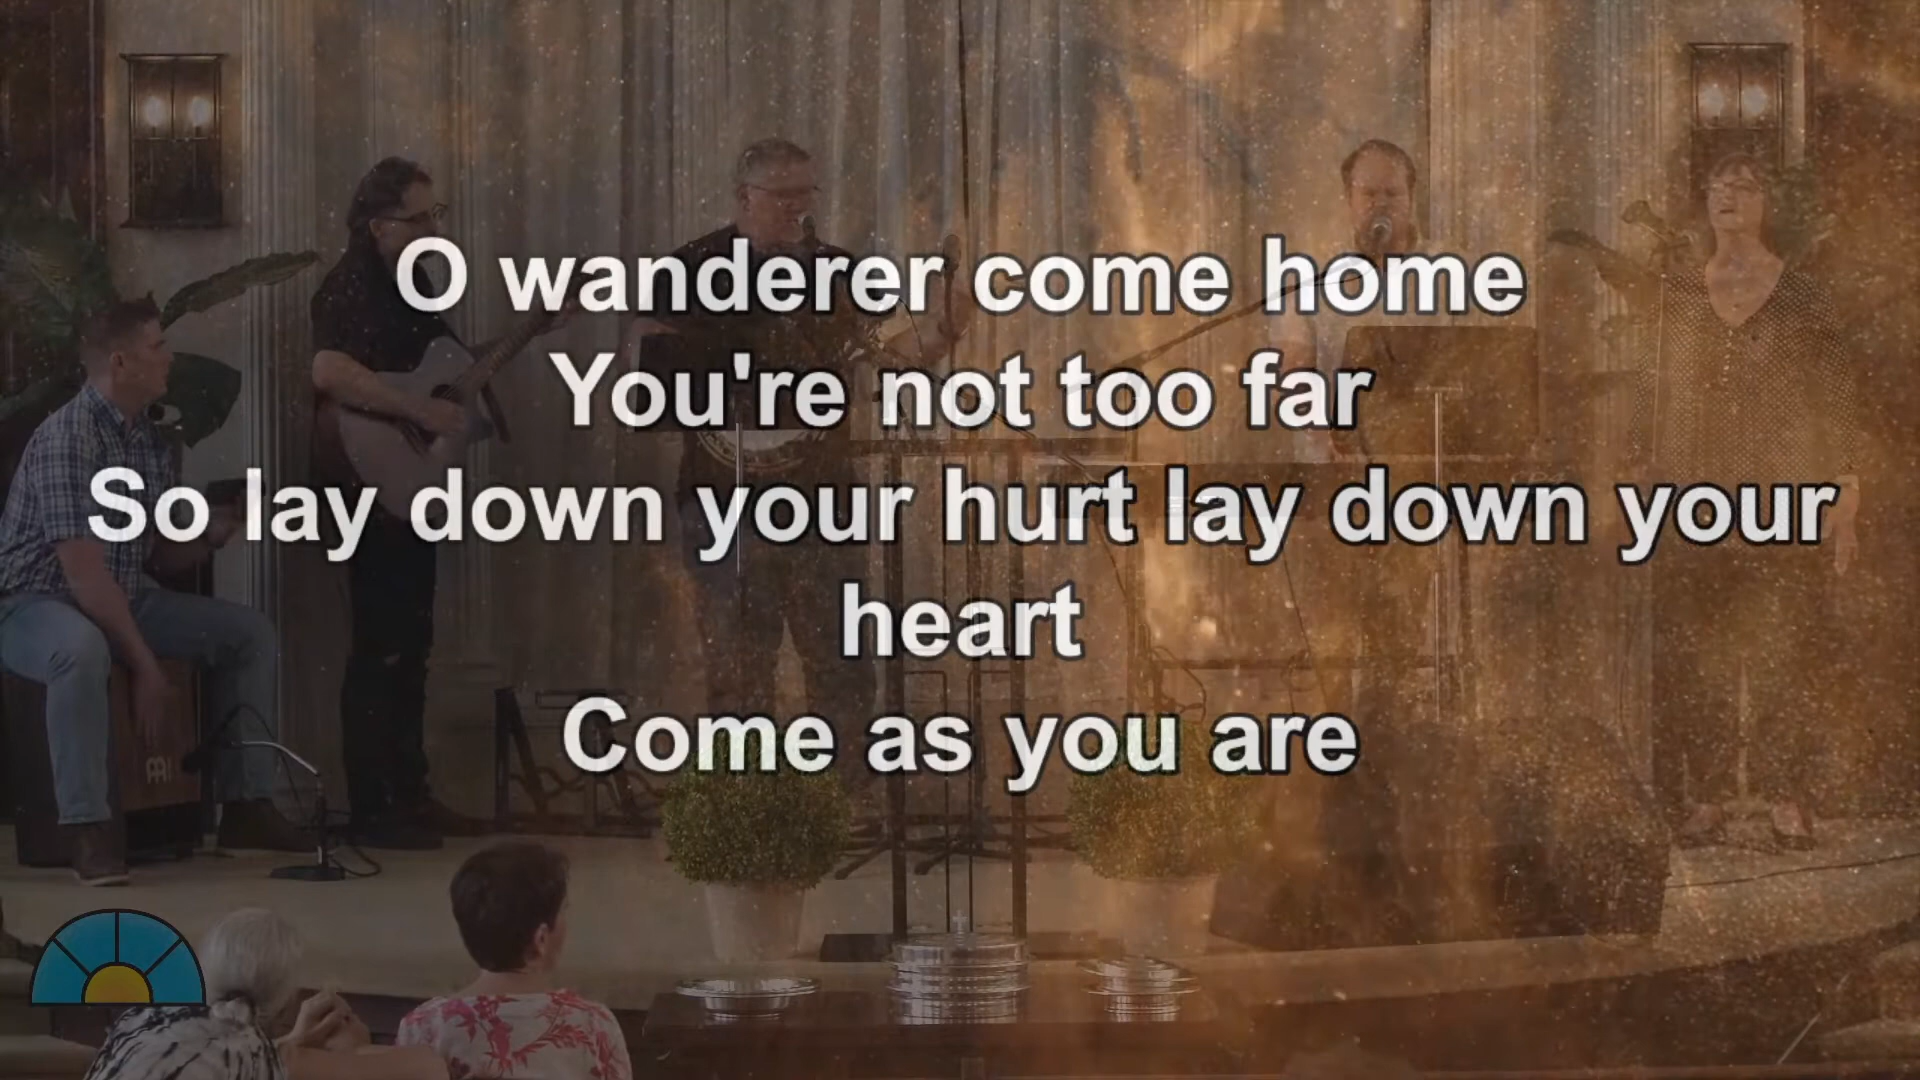 O wanderer come home
You're not too far
So lay down your hurt lay down your
heart
Come as you are